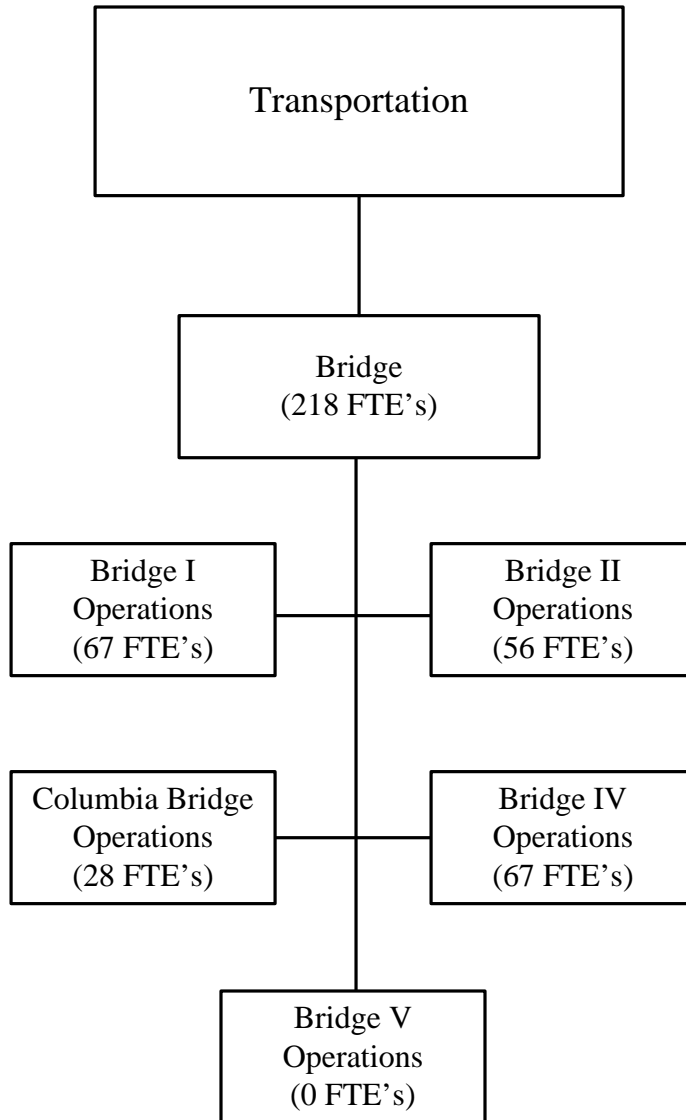 Transportation
Bridge
(218 FTE’s)
Bridge I
Operations
(67 FTE’s)
Bridge II
Operations
(56 FTE’s)
Columbia Bridge
Operations
(28 FTE’s)
Bridge IV
Operations
(67 FTE’s)
Bridge V
Operations
(0 FTE’s)